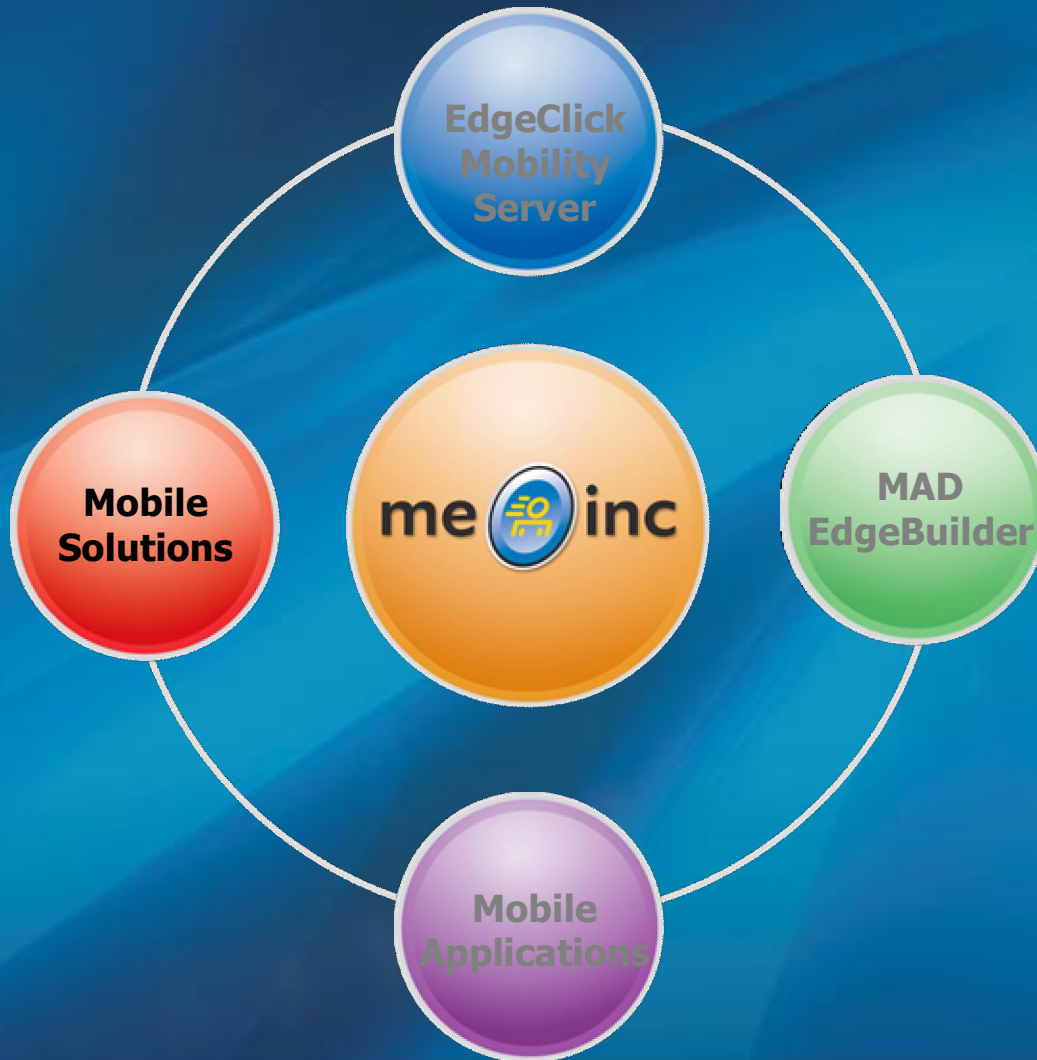 EdgeClick
Mobility
Server
Mobile
Solutions
me inc
MAD
EdgeBuilder
Mobile
Applications